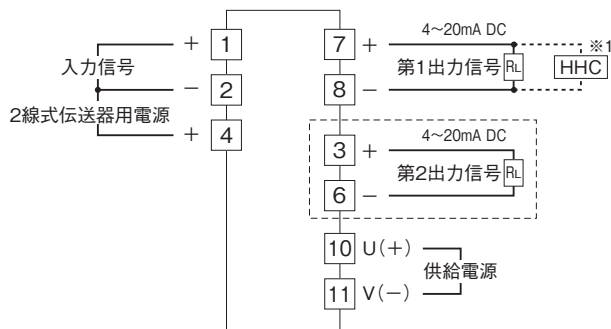 + 1
入力信号
− 2
2線式伝送器用電源
+ 4
7 + 4～20mA DC ※1
第1出力信号 RL HHC
8 −
3 + 4～20mA DC
第2出力信号 RL
6 −
10 U(+)
供給電源
11 V(−)